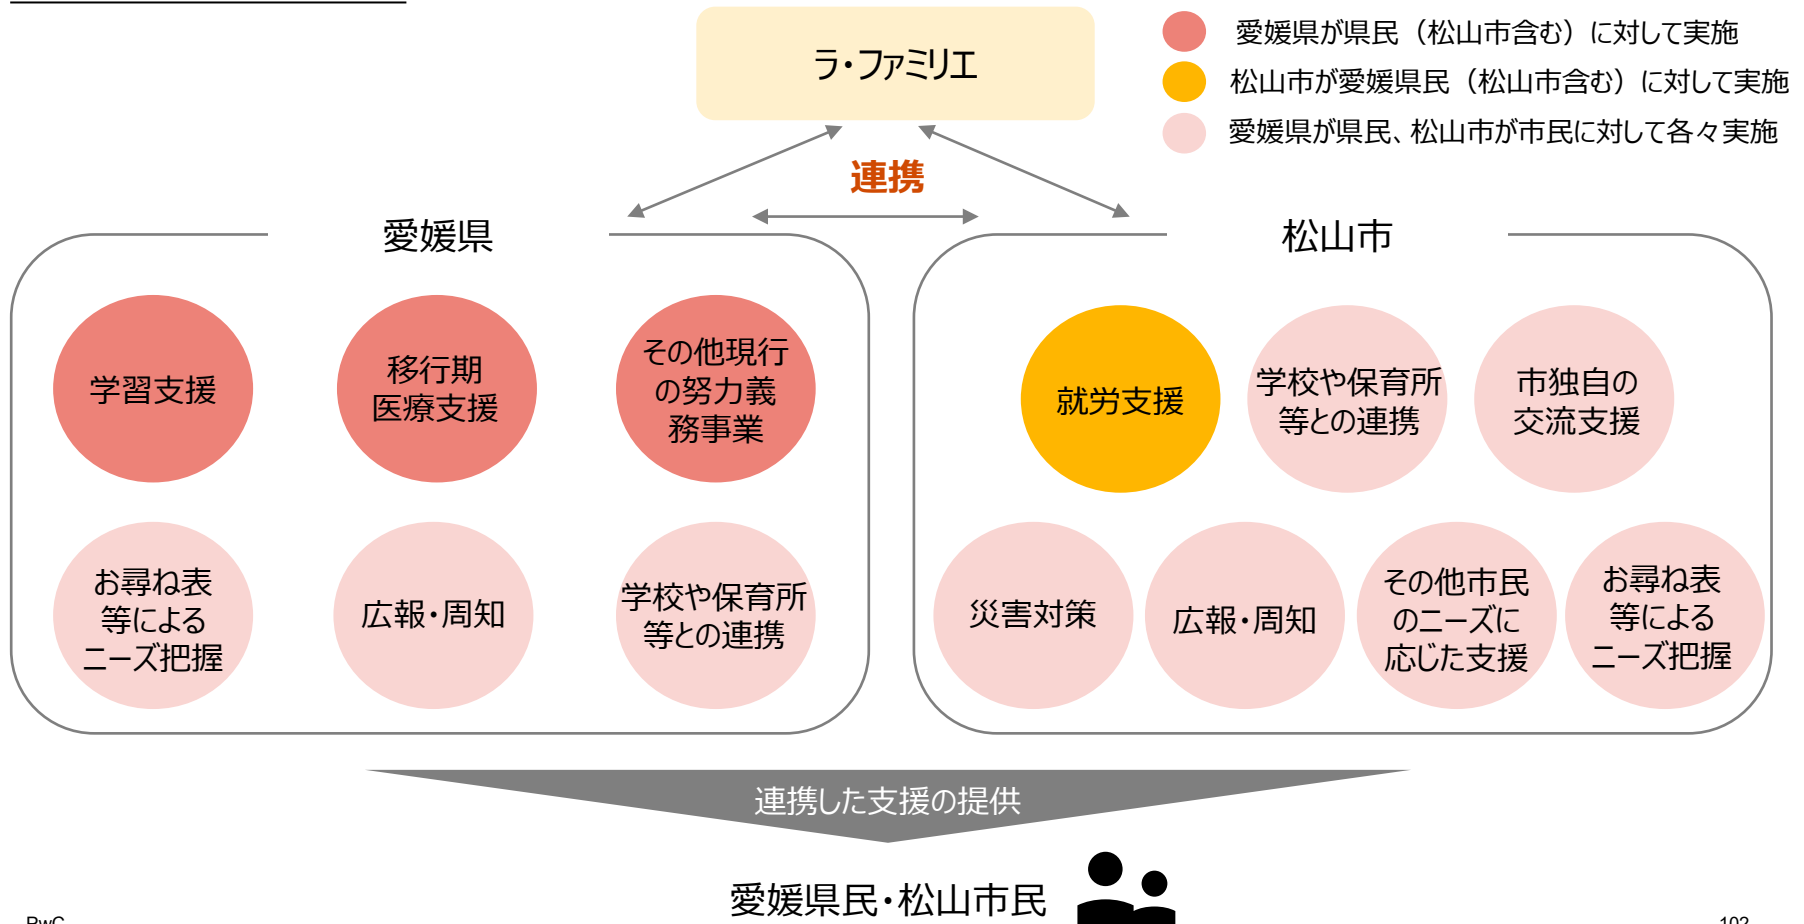 ラ・ファミリエ
愛媛県が県民（松山市含む）に対して実施
松山市が愛媛県民（松山市含む）に対して実施
愛媛県が県民、松山市が市民に対して各々実施
連携
愛媛県
学習支援
移行期
医療支援
その他現行
の努力義
務事業
お尋ね表
等による
ニーズ把握
広報・周知
学校や保育所
等との連携
松山市
就労支援
学校や保育所
等との連携
市独自の
交流支援
災害対策
広報・周知
その他市民
のニーズに
応じた支援
お尋ね表
等による
ニーズ把握
連携した支援の提供
愛媛県民・松山市民
PwC
102